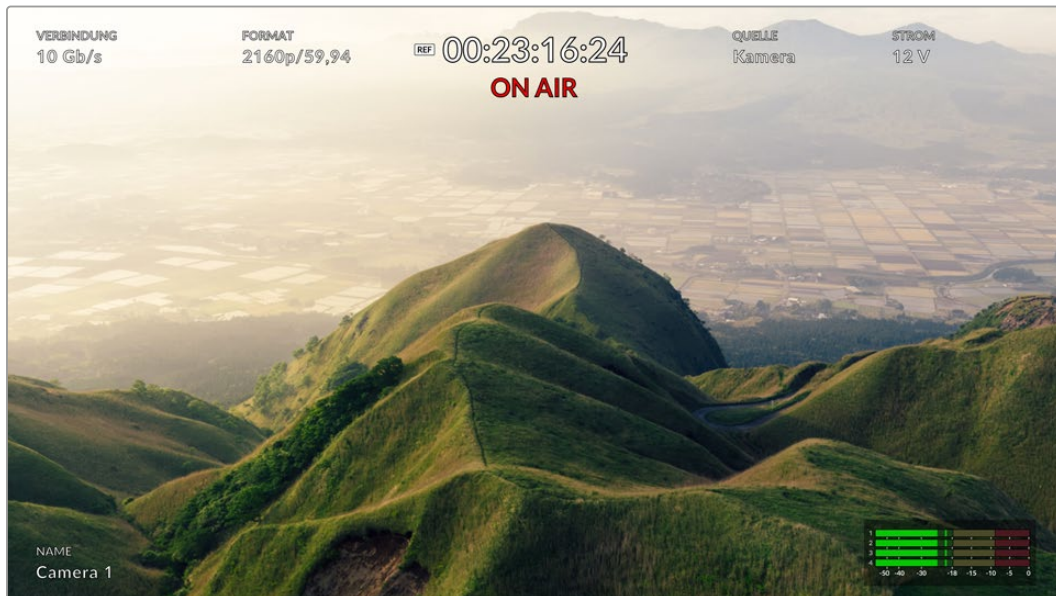 VERBINDUNG
10 Gb/s
FORMAT
2160p/59,94
REF 00:23:16:24
ON AIR
QUELLE
Kamera
STROM
12 V
NAME
Camera 1
1
2
3
4
-50 -40 -30 -18 -15 -10 -5 0